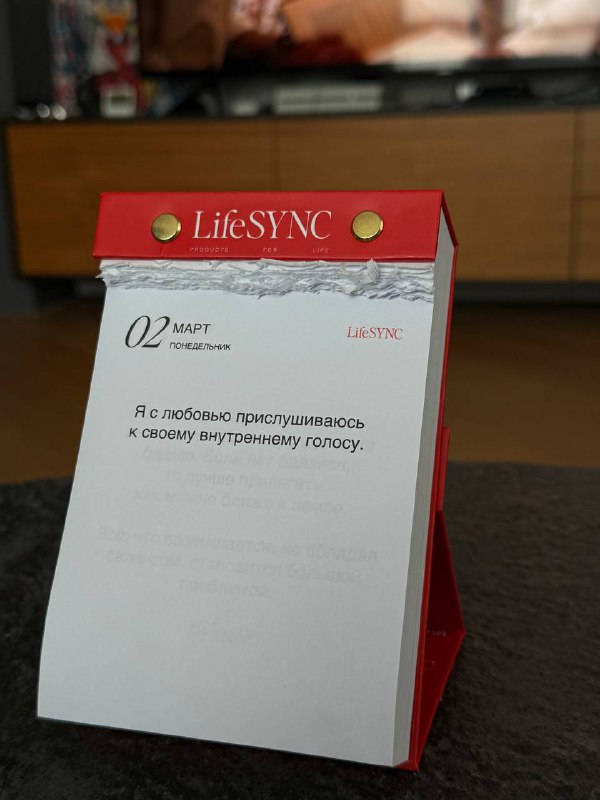 LifeSYNC
PRODUCTS FOR LIFE
02 МАРТ
ПОНЕДЕЛЬНИК
LifeSYNC
Я с любовью прислушиваюсь
к своему внутреннему голосу.